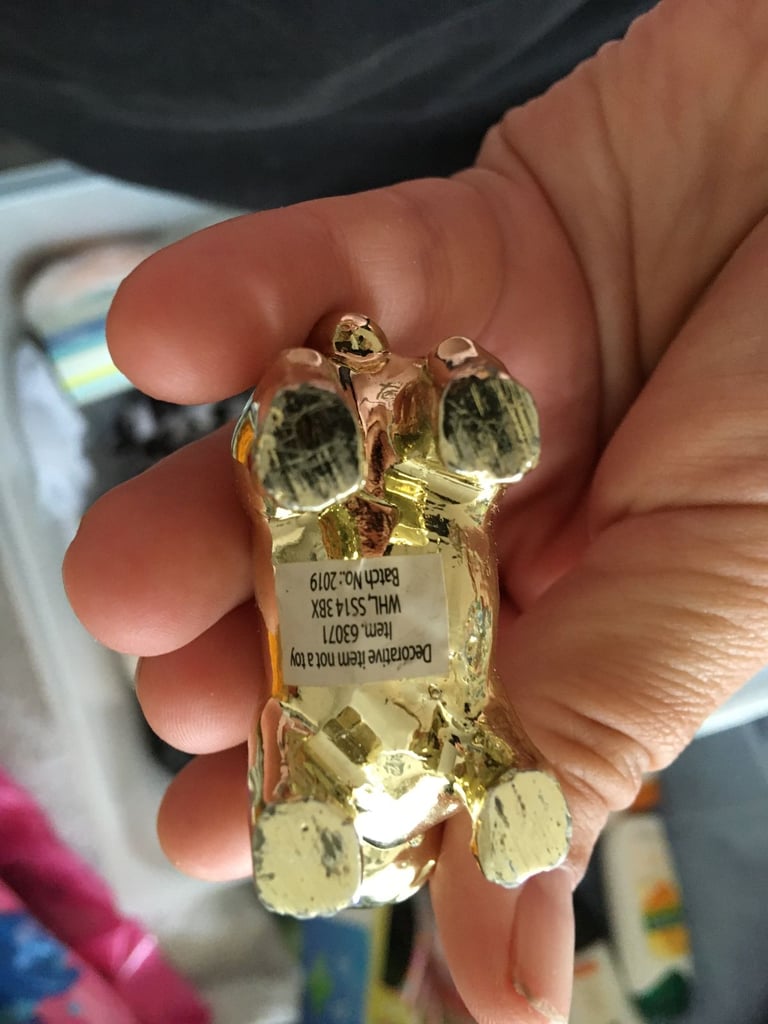 Decorative item not a toy
Item. 63071
WHL, SS14 3BX
Batch No.: 2019